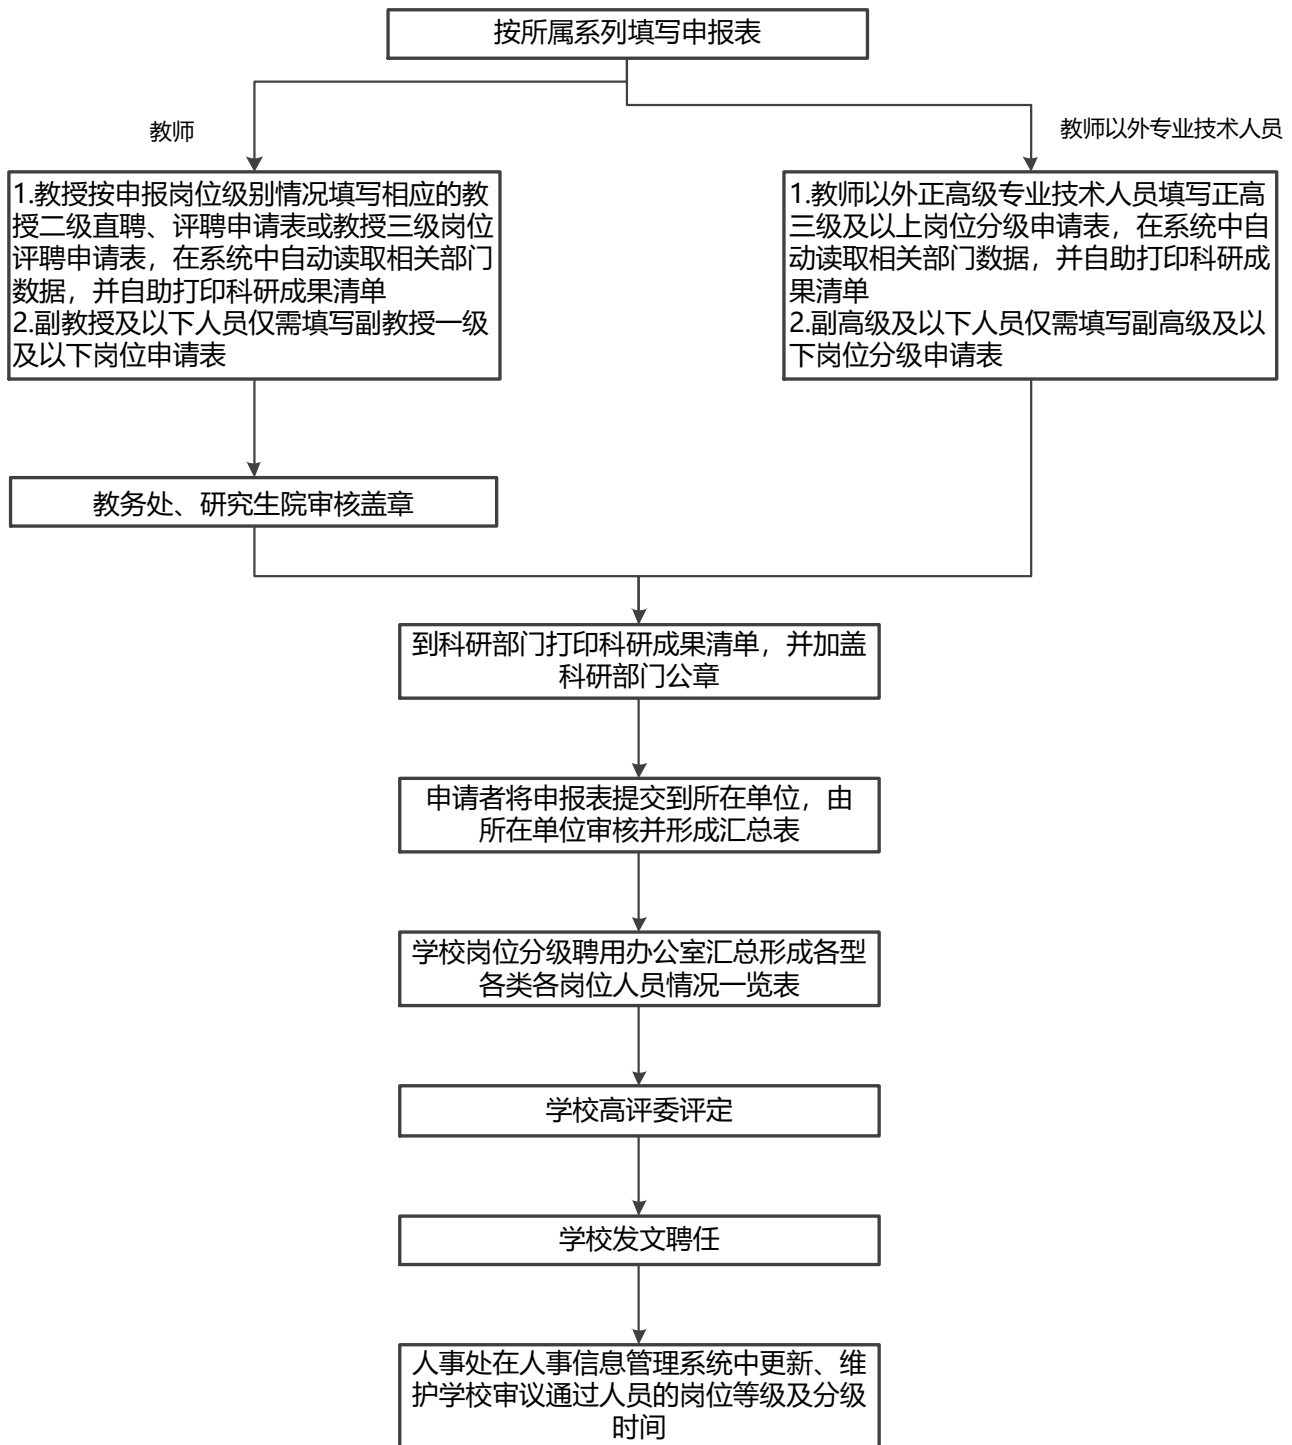 按所属系列填写申报表
教师
教师以外专业技术人员
1.教授按申报岗位级别情况填写相应的教
授二级直聘、评聘申请表或教授三级岗位
评聘申请表，在系统中自动读取相关部门
数据，并自助打印科研成果清单
2.副教授及以下人员仅需填写副教授一级
及以下岗位申请表
1.教师以外正高级专业技术人员填写正高
三级及以上岗位分级申请表，在系统中自
动读取相关部门数据，并自助打印科研成
果清单
2.副高级及以下人员仅需填写副高级及以
下岗位分级申请表
教务处、研究生院审核盖章
到科研部门打印科研成果清单，并加盖
科研部门公章
申请者将申报表提交到所在单位，由
所在单位审核并形成汇总表
学校岗位分级聘用办公室汇总形成各型
各类各岗位人员情况一览表
学校高评委评定
学校发文聘任
人事处在人事信息管理系统中更新、维
护学校审议通过人员的岗位等级及分级
时间